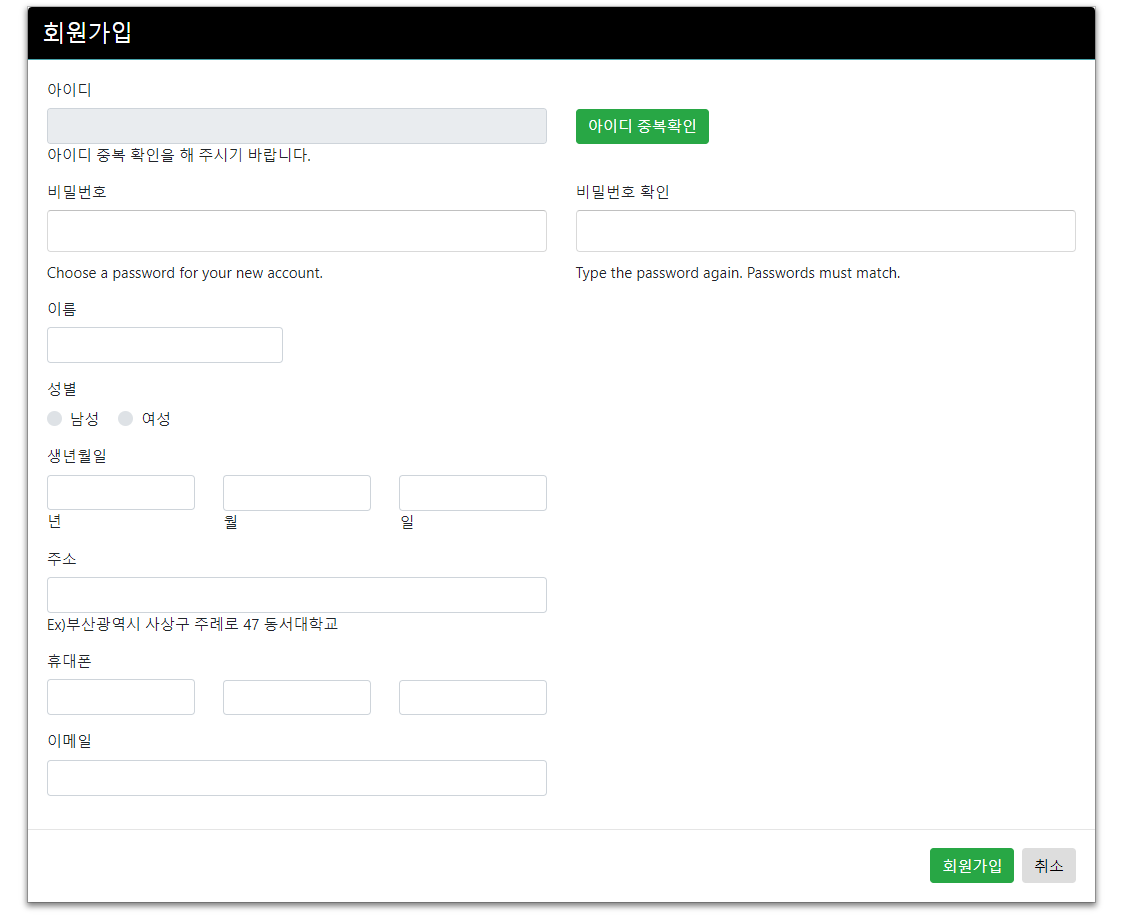 회원가입
아이디
아이디 중복확인
아이디 중복 확인을 해 주시기 바랍니다.
비밀번호 비밀번호 확인
Choose a password for your new account. Type the password again. Passwords must match.
이름
성별
남성 여성
생년월일
년 월 일
주소
Ex)부산광역시 사상구 주례로 47 동서대학교
휴대폰
이메일
회원가입 취소